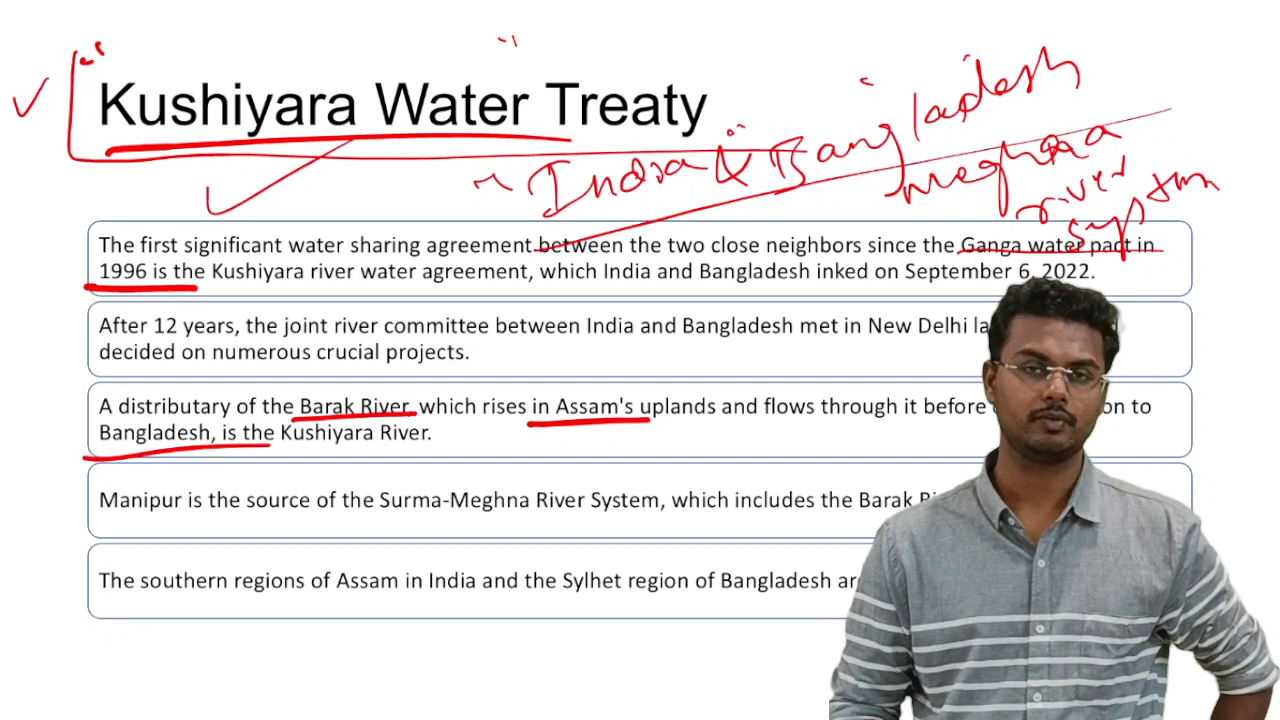 Kushiyara Water Treaty
India & Bangladesh
meghna
river
system
The first significant water sharing agreement between the two close neighbors since the Ganga water pact in
1996 is the Kushiyara river water agreement, which India and Bangladesh inked on September 6, 2022.
After 12 years, the joint river committee between India and Bangladesh met in New Delhi
decided on numerous crucial projects.
A distributary of the Barak River, which rises in Assam's uplands and flows through it before on to
Bangladesh, is the Kushiyara River.
Manipur is the source of the Surma-Meghna River System, which includes the Barak
The southern regions of Assam in India and the Sylhet region of Bangladesh